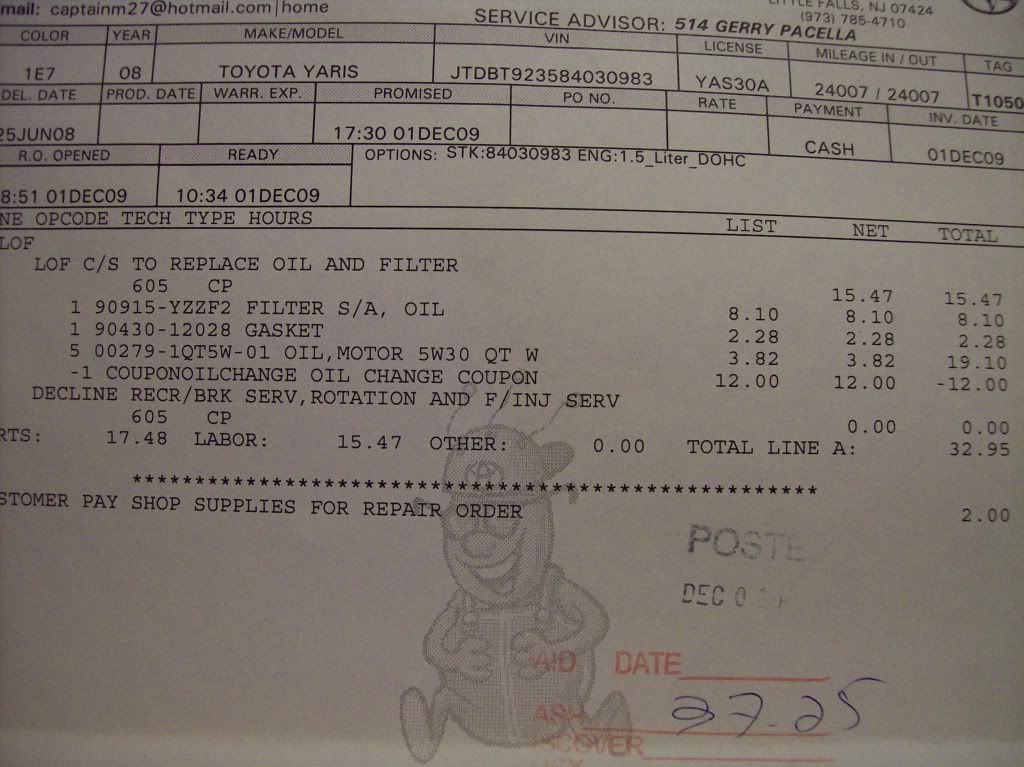 mail: captainm27@hotmail.com|home
LITTLE FALLS, NJ 07424
(973) 785-4710
SERVICE ADVISOR: 514 GERRY PACELLA
COLOR YEAR MAKE/MODEL VIN LICENSE MILEAGE IN / OUT TAG
1E7 08 TOYOTA YARIS JTDBT923584030983 YAS30A 24007 / 24007 T1050
DEL. DATE PROD. DATE WARR. EXP. PROMISED PO NO. RATE PAYMENT INV. DATE
25JUN08 17:30 01DEC09 CASH 01DEC09
R.O. OPENED READY OPTIONS: STK:84030983 ENG:1.5_Liter_DOHC
8:51 01DEC09 10:34 01DEC09
NE OPCODE TECH TYPE HOURS LIST NET TOTAL
LOF
LOF C/S TO REPLACE OIL AND FILTER
605 CP 15.47 15.47
1 90915-YZZF2 FILTER S/A, OIL 8.10 8.10 8.10
1 90430-12028 GASKET 2.28 2.28 2.28
5 00279-1QT5W-01 OIL,MOTOR 5W30 QT W 3.82 3.82 19.10
-1 COUPONOILCHANGE OIL CHANGE COUPON 12.00 12.00 -12.00
DECLINE RECR/BRK SERV,ROTATION AND F/INJ SERV
605 CP 0.00 0.00
RTS: 17.48 LABOR: 15.47 OTHER: 0.00 TOTAL LINE A: 32.95
******************************************************
STOMER PAY SHOP SUPPLIES FOR REPAIR ORDER 2.00
POSTE
DEC 0
AID DATE
ASH 37.25
SCOVER